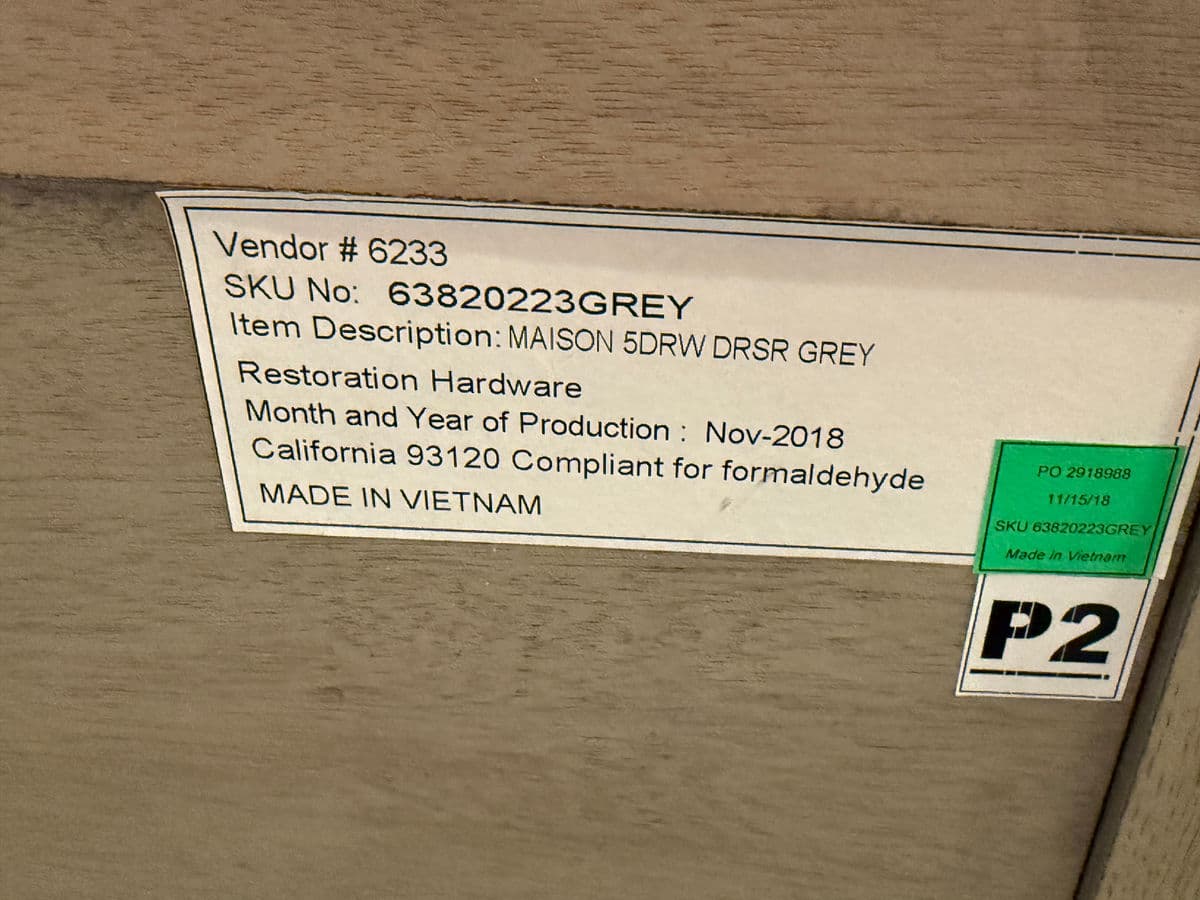 Vendor # 6233
SKU No: 63820223GREY
Item Description: MAISON 5DRW DRSR GREY
Restoration Hardware
Month and Year of Production : Nov-2018
California 93120 Compliant for formaldehyde
MADE IN VIETNAM
PO 2918988
11/15/18
SKU 63820223GREY
Made in Vietnam
P2